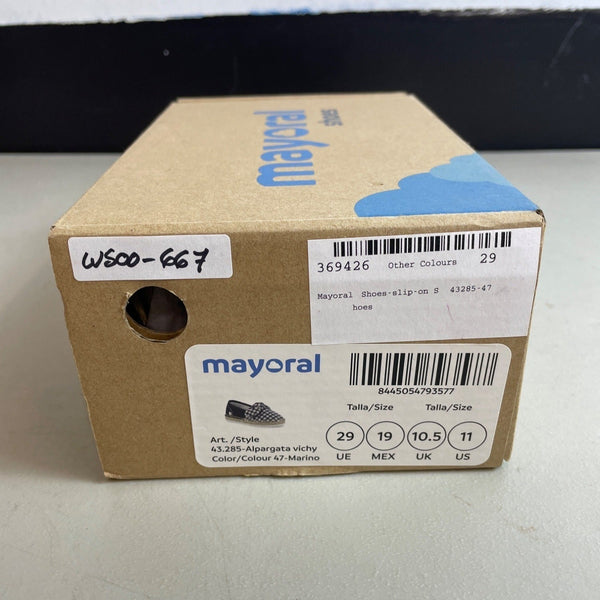 mayoral
shoes
WSOO-667
369426 Other Colours 29
Mayoral Shoes-slip-on S 43285-47
hoes
mayoral
8445054793577
Talla/Size Talla/Size
29 19 10.5 11
UE MEX UK US
Art. /Style
43.285-Alpargata vichy
Color/Colour 47-Marino